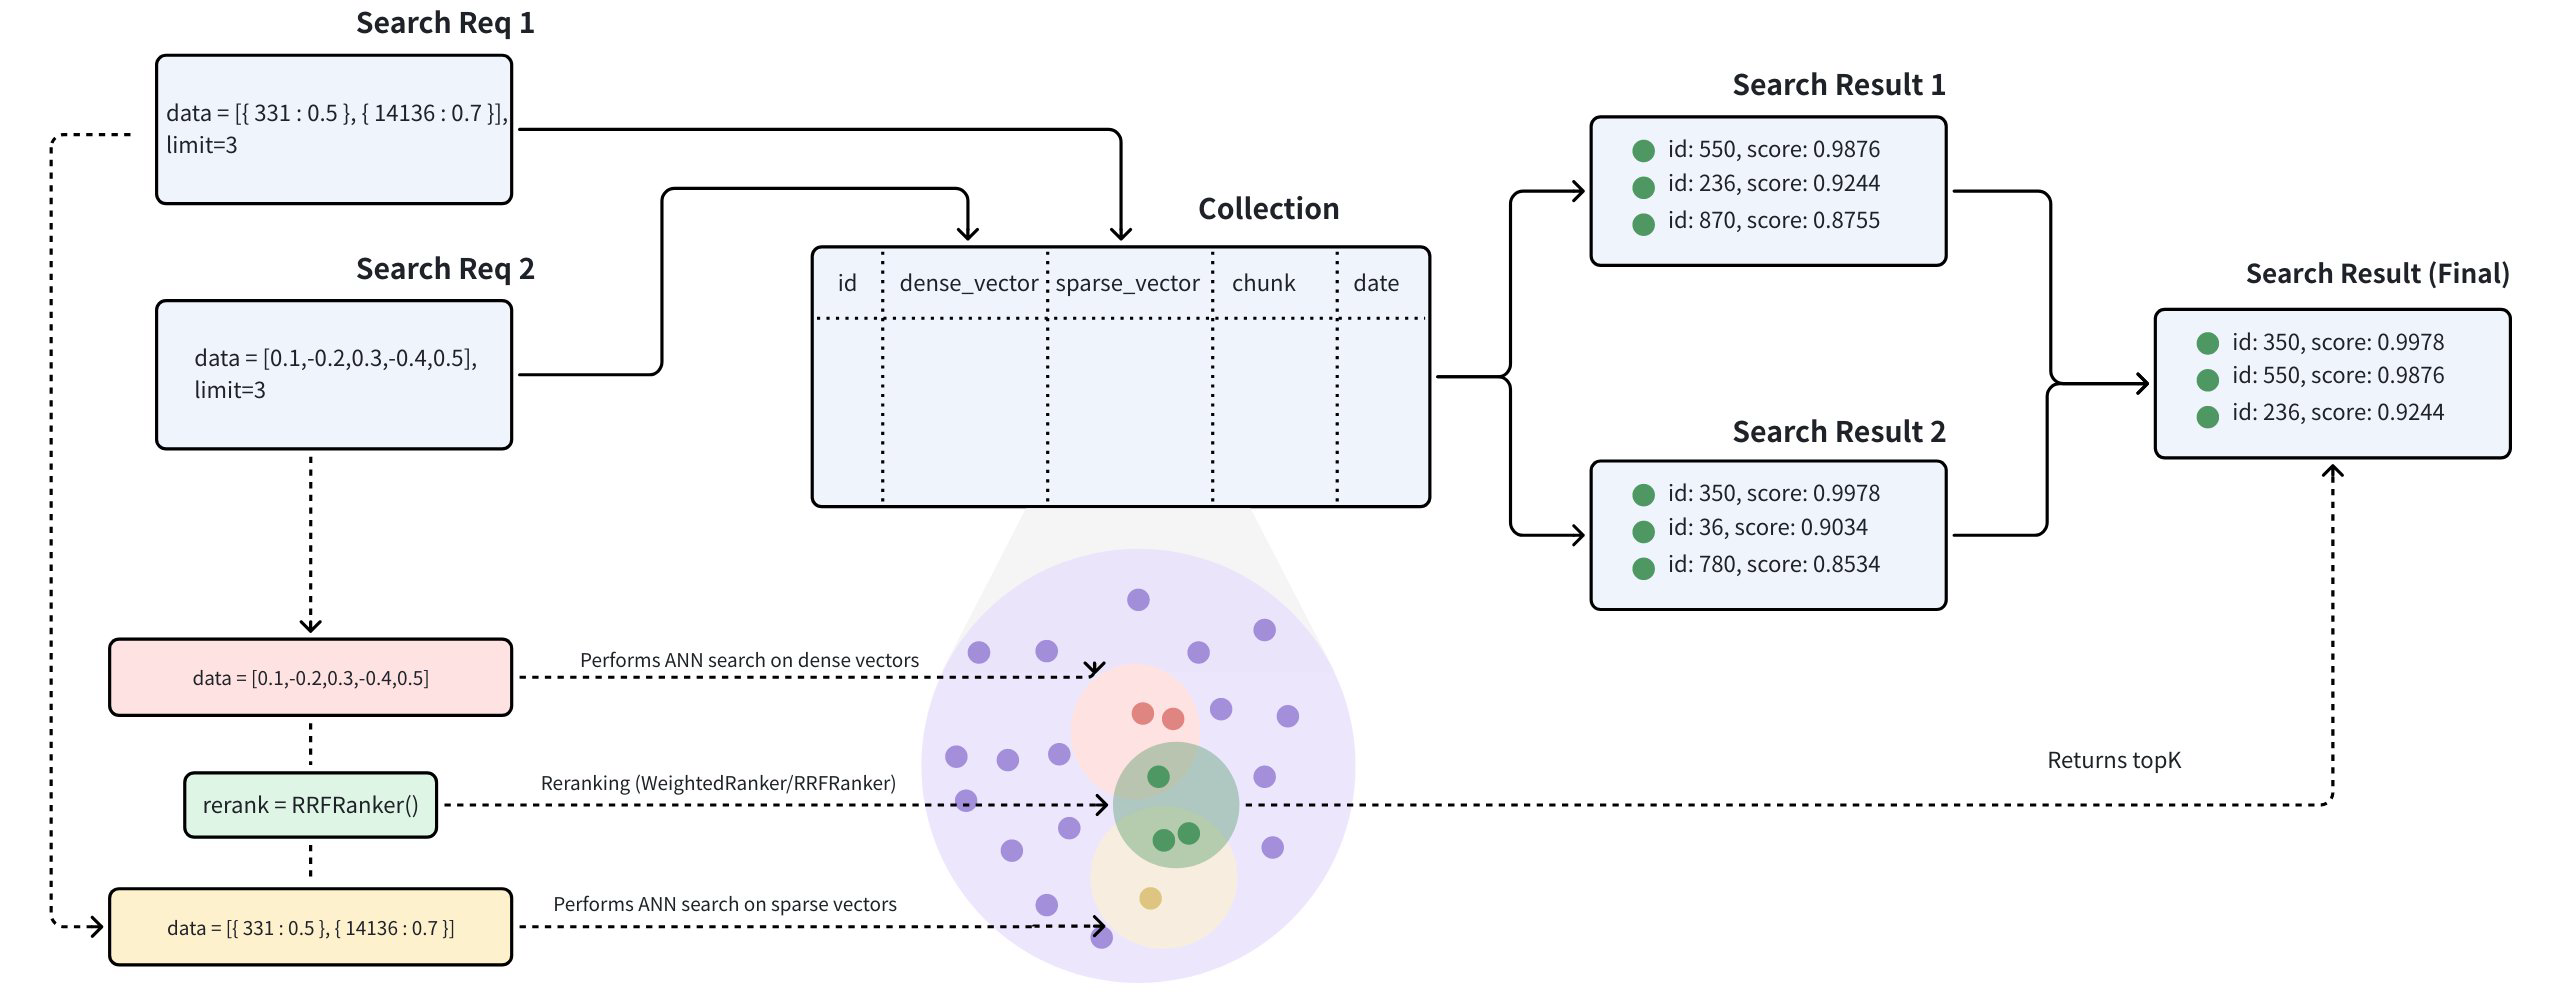 Search Req 1
data = [{ 331 : 0.5 }, { 14136 : 0.7 }],
limit=3
Search Req 2
data = [0.1,-0.2,0.3,-0.4,0.5],
limit=3
Collection
id dense_vector sparse_vector chunk date
Search Result 1
id: 550, score: 0.9876
id: 236, score: 0.9244
id: 870, score: 0.8755
Search Result 2
id: 350, score: 0.9978
id: 36, score: 0.9034
id: 780, score: 0.8534
Search Result (Final)
id: 350, score: 0.9978
id: 550, score: 0.9876
id: 236, score: 0.9244
data = [0.1,-0.2,0.3,-0.4,0.5]
Performs ANN search on dense vectors
rerank = RRFRanker()
Reranking (WeightedRanker/RRFRanker)
Returns topK
data = [{ 331 : 0.5 }, { 14136 : 0.7 }]
Performs ANN search on sparse vectors